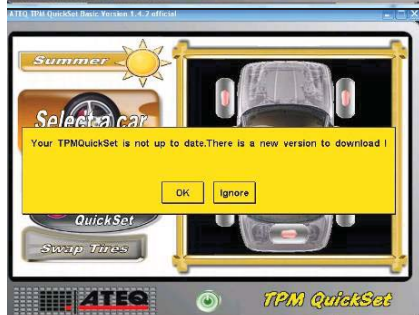 ATEQ TPM QuickSet Basic Version 1.4.7 official
Summer
Select a car
Your TPMQuickSet is not up to date.There is a new version to download !
OK
Ignore
QuickSet
Swap Tires
ATEQ
TPM QuickSet